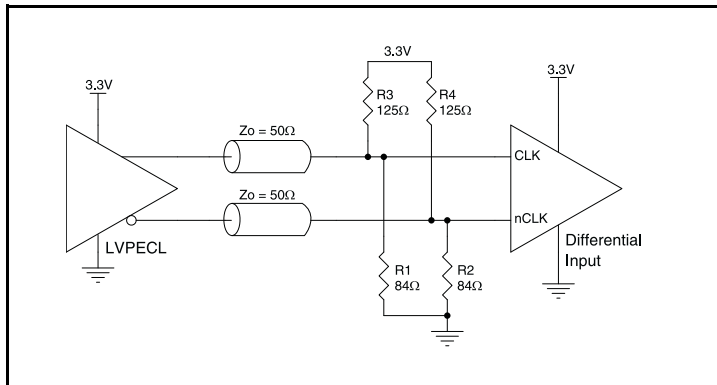 3.3V
3.3V
3.3V
R3
125Ω
R4
125Ω
Zo = 50Ω
CLK
Zo = 50Ω
nCLK
LVPECL
Differential
Input
R1
84Ω
R2
84Ω